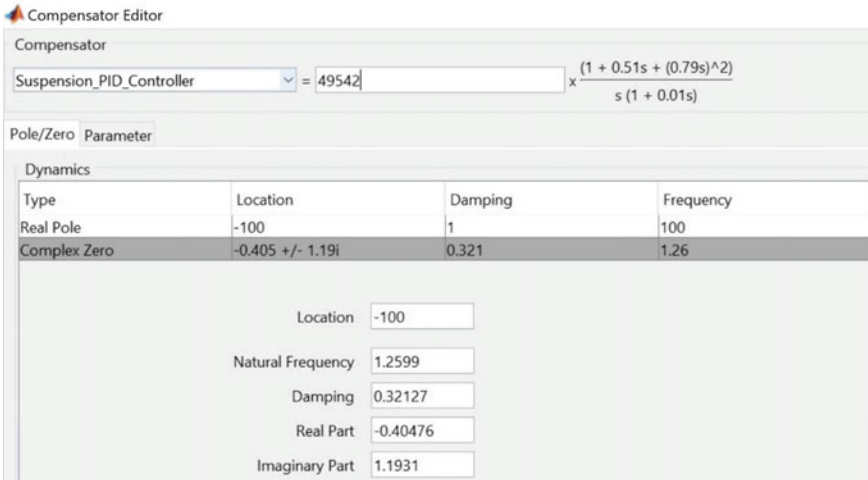 Compensator Editor
Compensator
Suspension_PID_Controller = 49542 x (1 + 0.51s + (0.79s)^2)
s (1 + 0.01s)
Pole/Zero Parameter
Dynamics
Type Location Damping Frequency
Real Pole -100 1 100
Complex Zero -0.405 +/- 1.19i 0.321 1.26
Location -100
Natural Frequency 1.2599
Damping 0.32127
Real Part -0.40476
Imaginary Part 1.1931